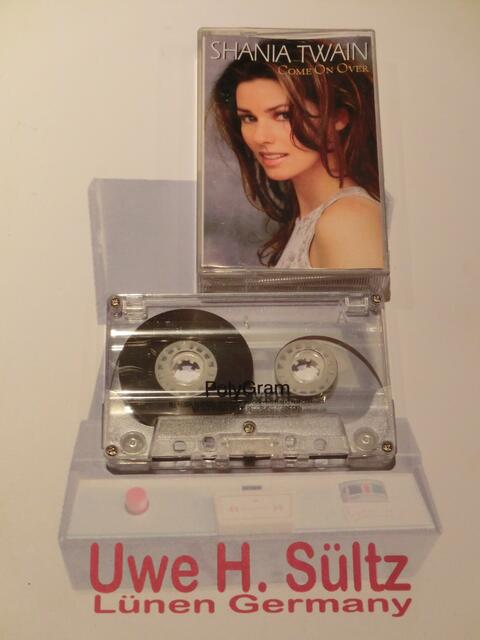 SHANIA TWAIN
COME ON OVER
A
PolyGram
Uwe H. Sültz
Lünen Germany